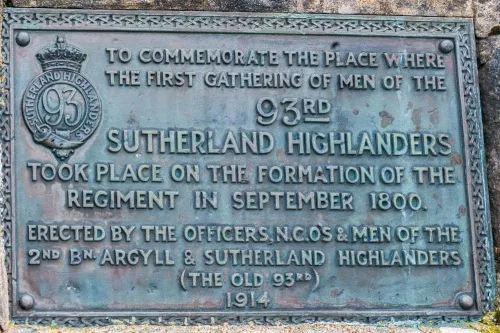 SUTHERLAND HIGHLANDERS
93
TO COMMEMORATE THE PLACE WHERE
THE FIRST GATHERING OF MEN OF THE
93RD
SUTHERLAND HIGHLANDERS
TOOK PLACE ON THE FORMATION OF THE
REGIMENT IN SEPTEMBER 1800.
ERECTED BY THE OFFICERS, N.C.O'S & MEN OF THE
2ND BN. ARGYLL & SUTHERLAND HIGHLANDERS
(THE OLD 93RD)
1914